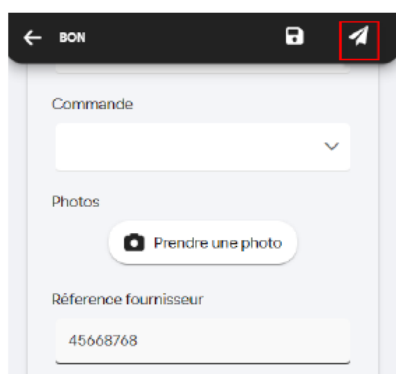 BON
Commande
Photos
Prendre une photo
Réference fournisseur
45668768